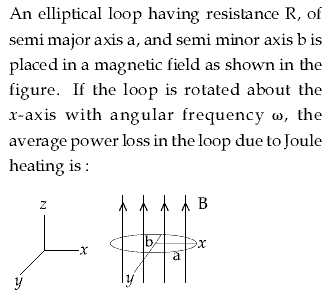 An elliptical loop having resistance R, of
semi major axis a, and semi minor axis b is
placed in a magnetic field as shown in the
figure. If the loop is rotated about the
x-axis with angular frequency ω, the
average power loss in the loop due to Joule
heating is :
z
x
y
B
b
x
a
y